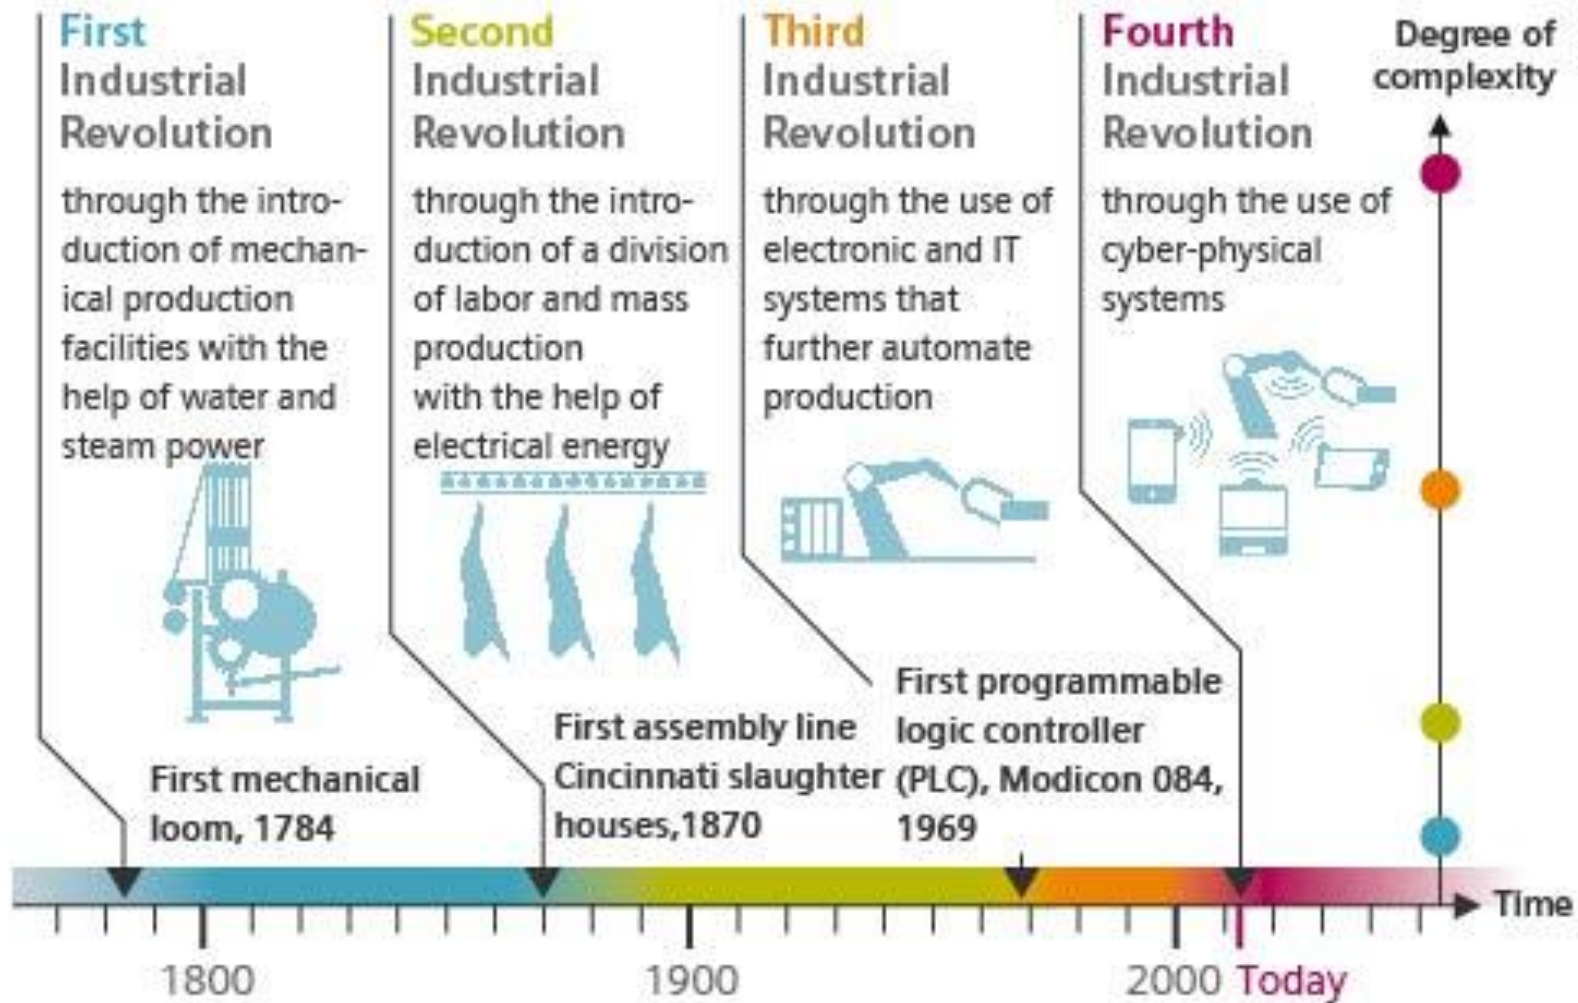 First
Industrial
Revolution
through the intro-
duction of mechan-
ical production
facilities with the
help of water and
steam power
First mechanical
loom, 1784
Second
Industrial
Revolution
through the intro-
duction of a division
of labor and mass
production
with the help of
electrical energy
First assembly line
Cincinnati slaughter
houses,1870
Third
Industrial
Revolution
through the use of
electronic and IT
systems that
further automate
production
First programmable
logic controller
(PLC), Modicon 084,
1969
Fourth
Industrial
Revolution
through the use of
cyber-physical
systems
Degree of
complexity
Time
1800
1900
2000
Today